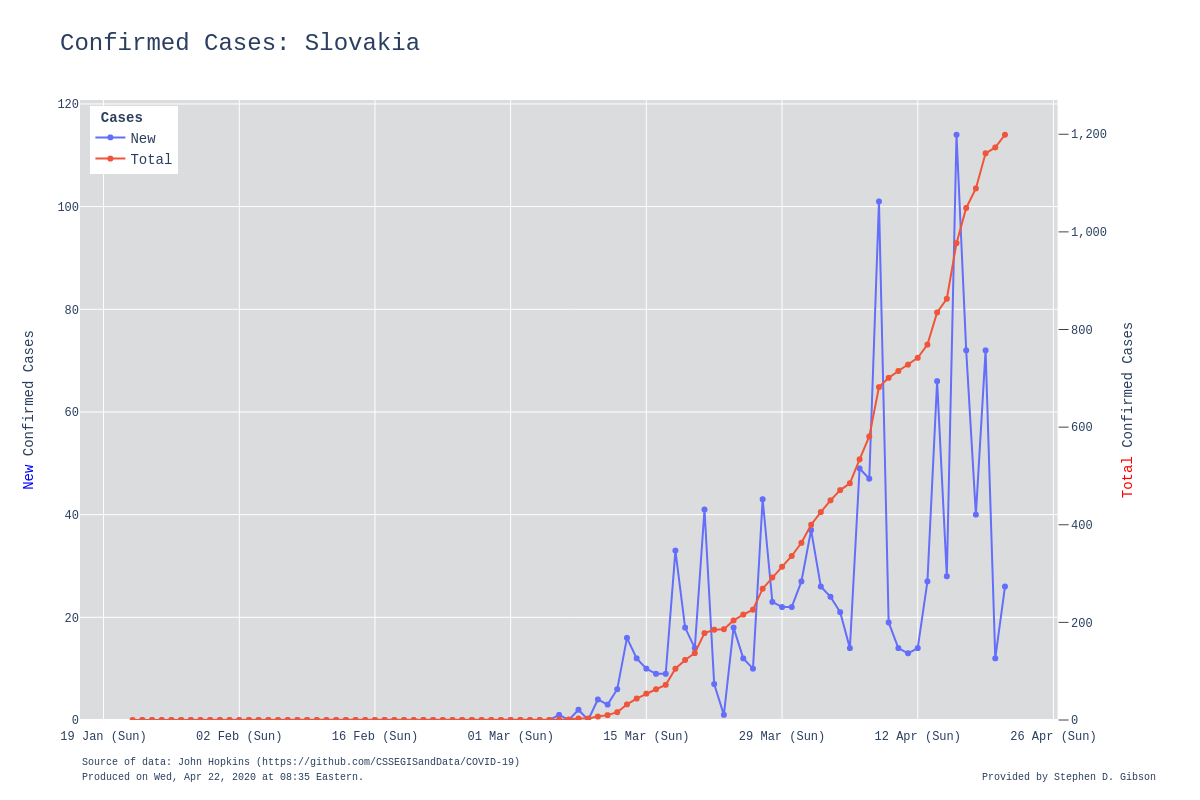 Confirmed Cases: Slovakia
Cases
New
Total
120
100
80
60
40
20
0
1,200
1,000
800
600
400
200
0
New Confirmed Cases
Total Confirmed Cases
19 Jan (Sun) 02 Feb (Sun) 16 Feb (Sun) 01 Mar (Sun) 15 Mar (Sun) 29 Mar (Sun) 12 Apr (Sun) 26 Apr (Sun)
Source of data: John Hopkins (https://github.com/CSSEGISandData/COVID-19)
Produced on Wed, Apr 22, 2020 at 08:35 Eastern.
Provided by Stephen D. Gibson